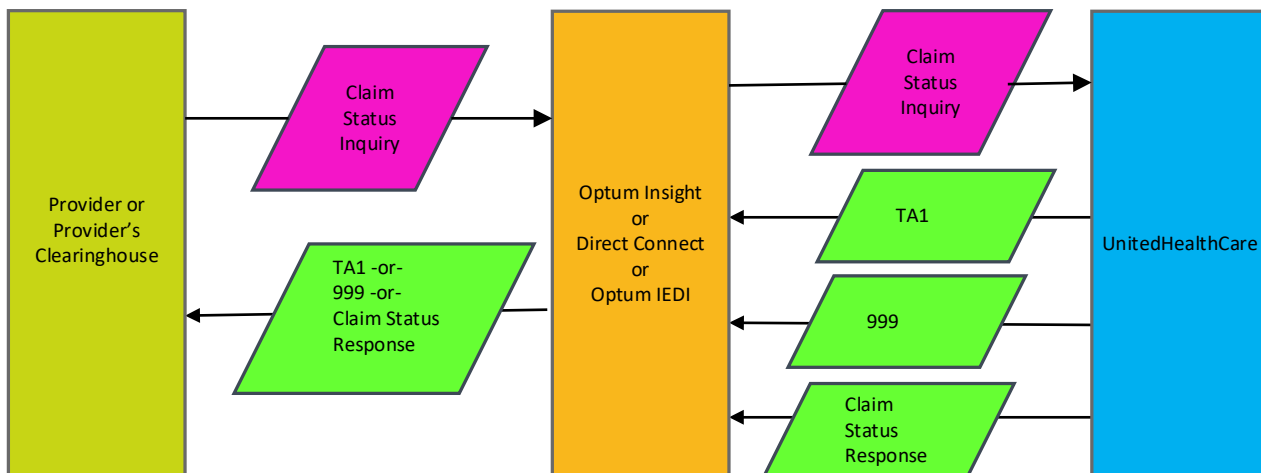 Provider or
Provider’s
Clearinghouse
Claim
Status
Inquiry
TA1 -or-
999 -or-
Claim Status
Response
Optum Insight
or
Direct Connect
or
Optum IEDI
Claim
Status
Inquiry
TA1
999
Claim
Status
Response
UnitedHealthCare